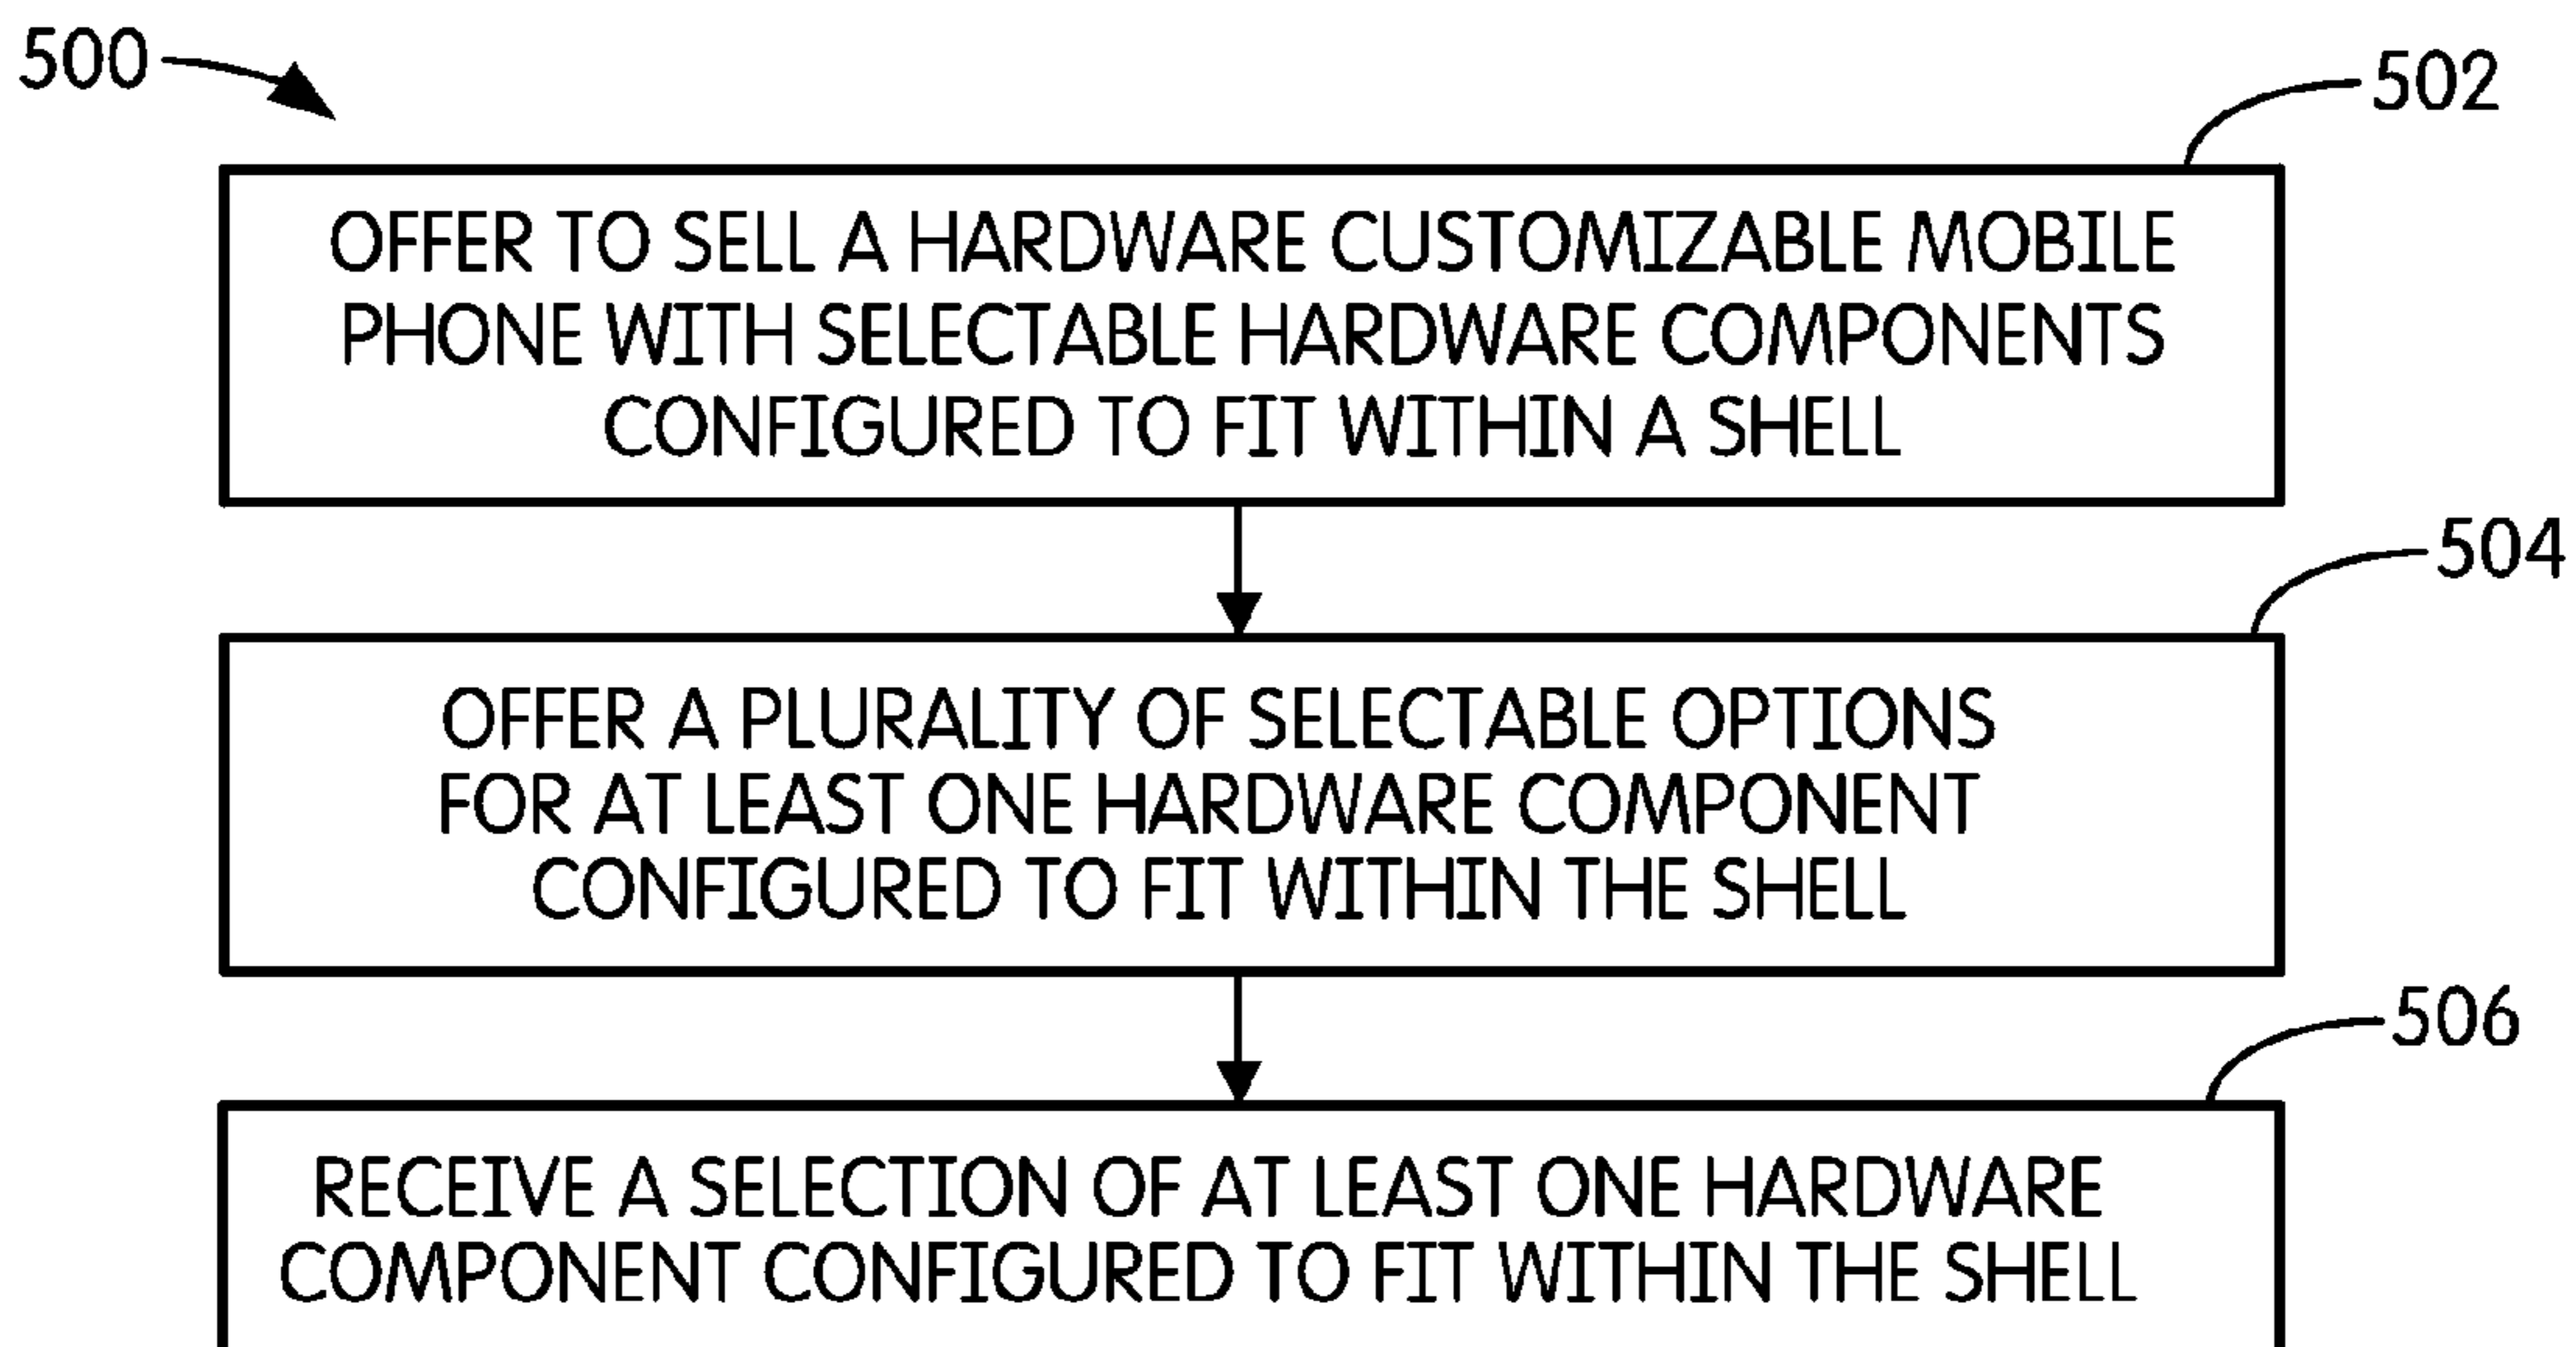 500
502
OFFER TO SELL A HARDWARE CUSTOMIZABLE MOBILE
PHONE WITH SELECTABLE HARDWARE COMPONENTS
CONFIGURED TO FIT WITHIN A SHELL
504
OFFER A PLURALITY OF SELECTABLE OPTIONS
FOR AT LEAST ONE HARDWARE COMPONENT
CONFIGURED TO FIT WITHIN THE SHELL
506
RECEIVE A SELECTION OF AT LEAST ONE HARDWARE
COMPONENT CONFIGURED TO FIT WITHIN THE SHELL